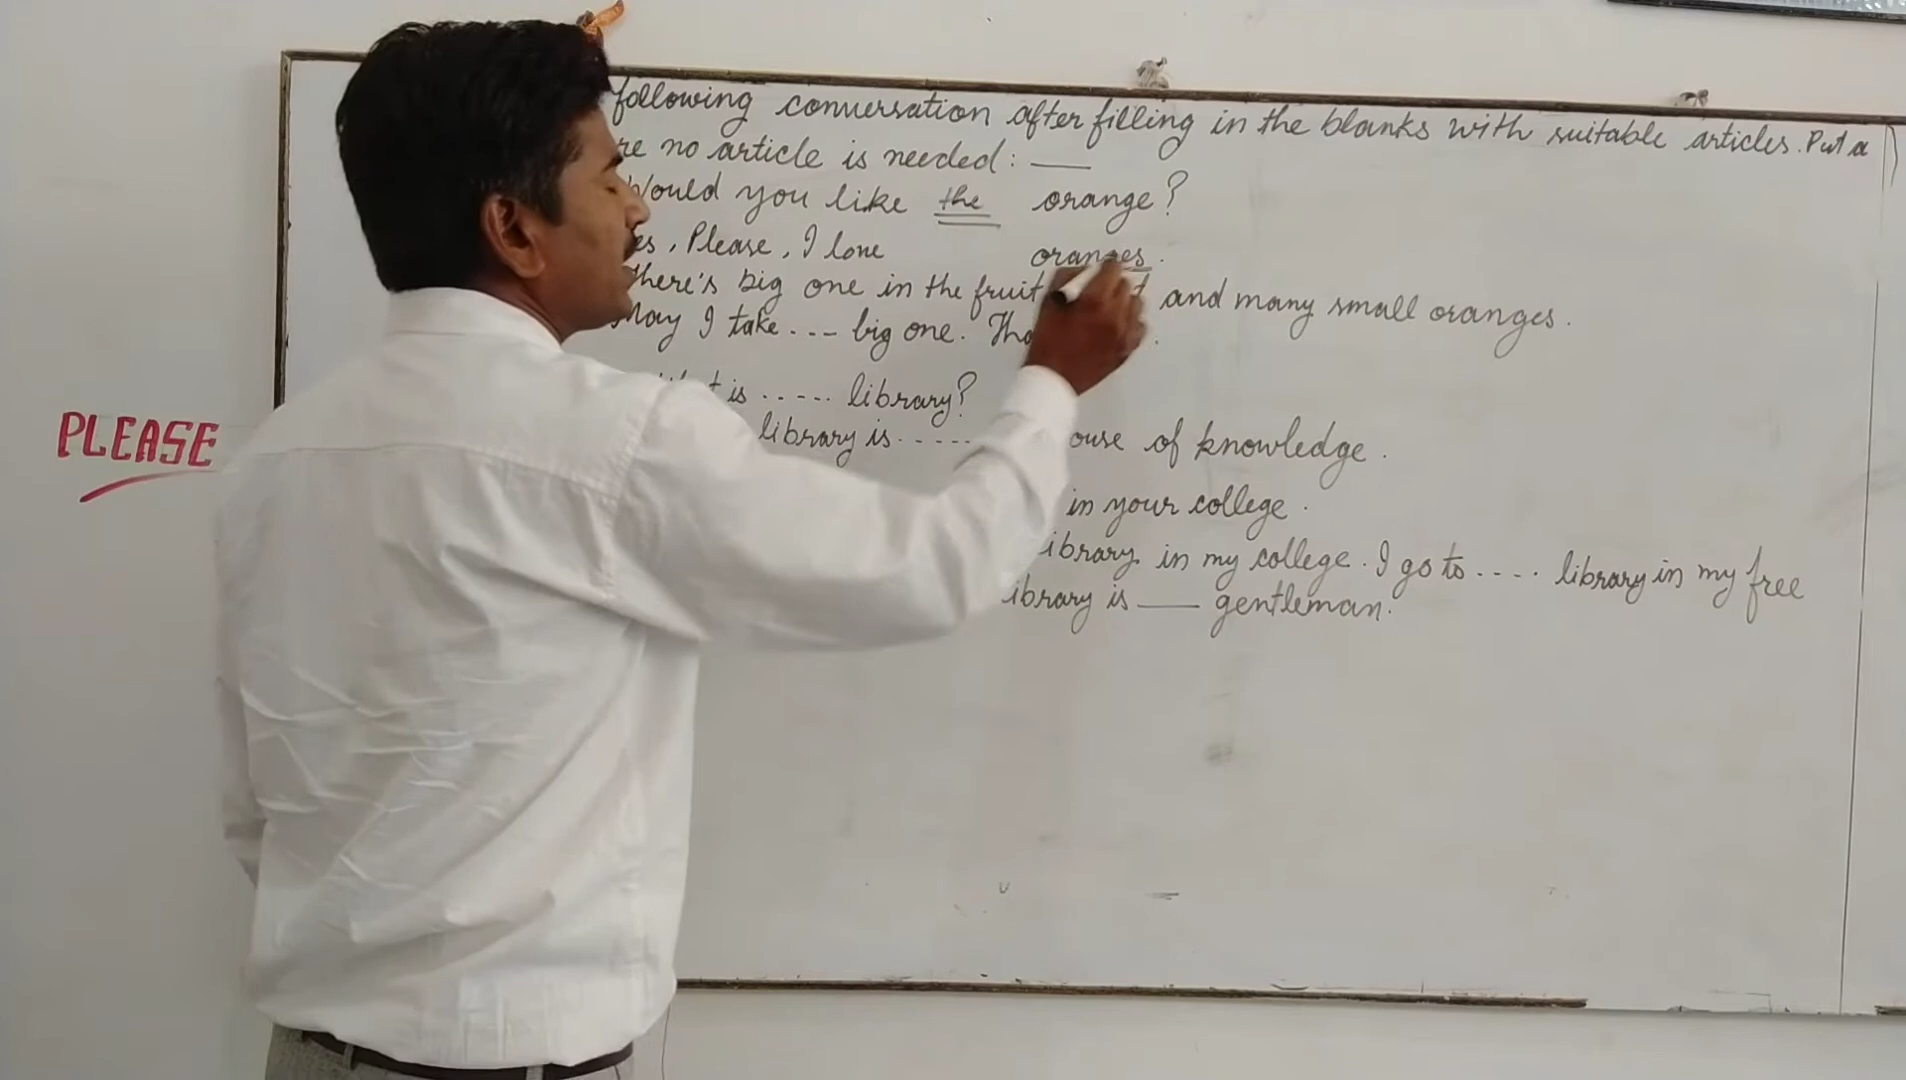 following conversation after filling in the blanks with suitable articles. Put a
re no article is needed: ___
Would you like the orange?
es, Please, I love oranges.
there's big one in the fruit and many small oranges.
May I take --- big one.
is ..... library?
library is ..... ouse of knowledge.
in your college.
ibrary in my college. I go to .... library in my free
ibrary is ___ gentleman.
PLEASE